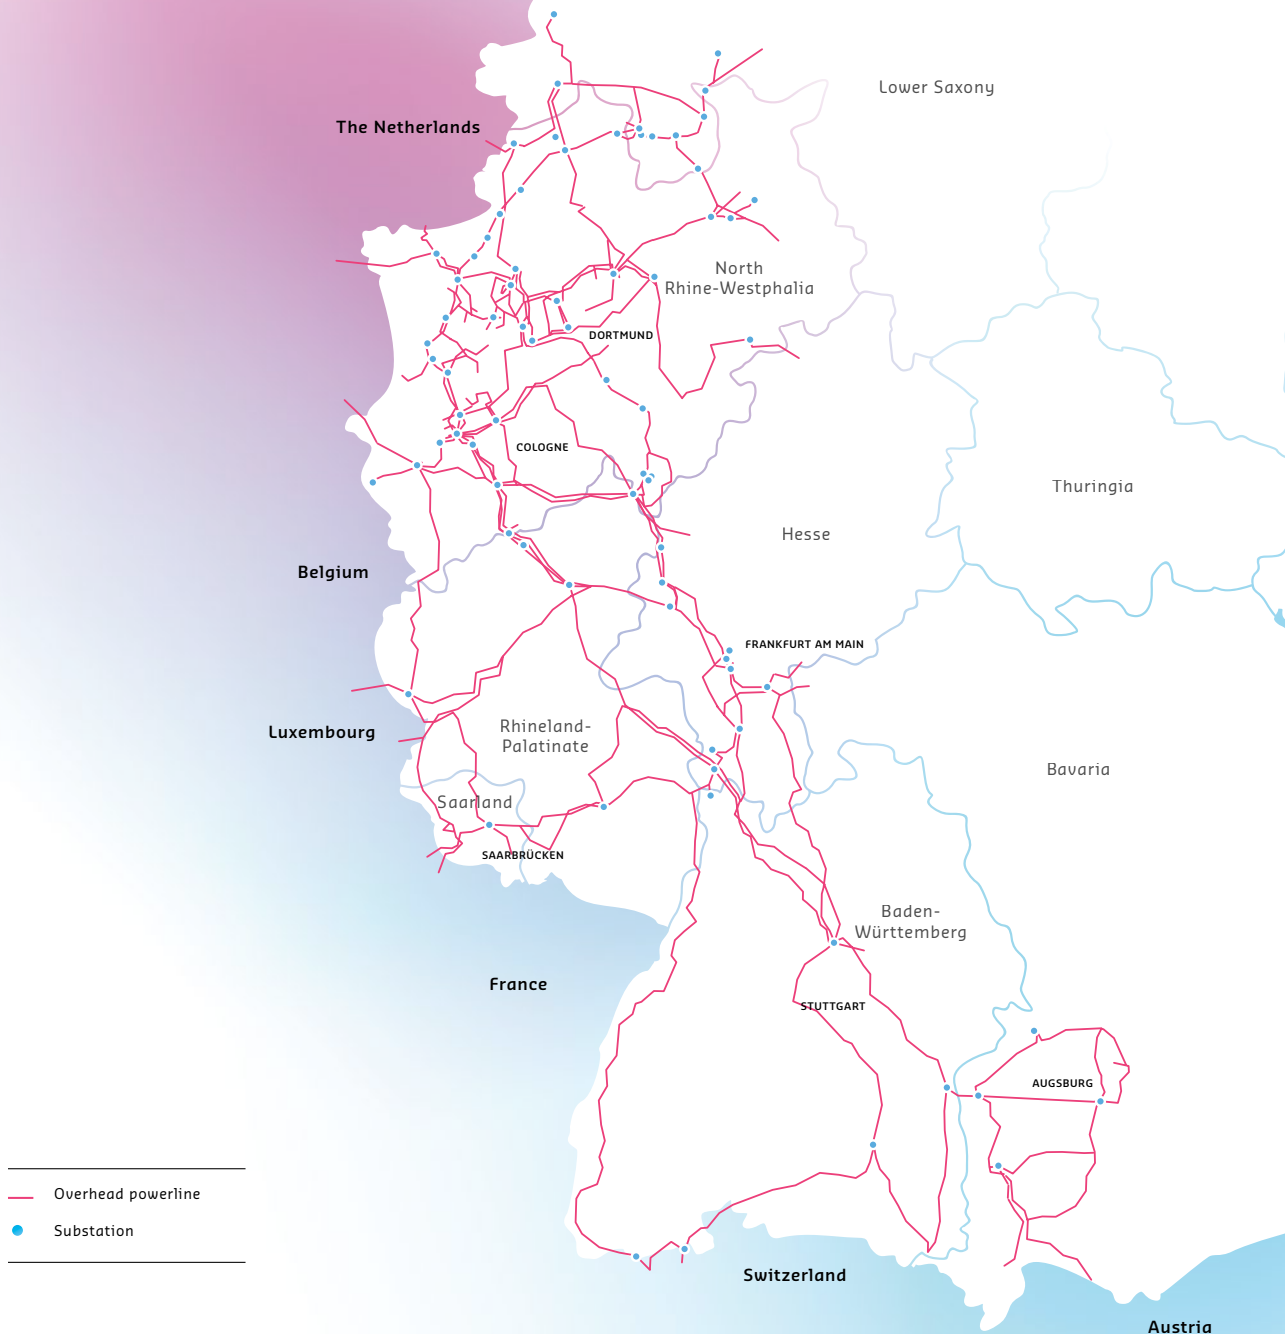 Lower Saxony
The Netherlands
North
Rhine-Westphalia
DORTMUND
COLOGNE
Thuringia
Hesse
Belgium
FRANKFURT AM MAIN
Luxembourg
Rhineland-
Palatinate
Bavaria
Saarland
SAARBRÜCKEN
Baden-
Württemberg
France
STUTTGART
AUGSBURG
Overhead powerline
Substation
Switzerland
Austria